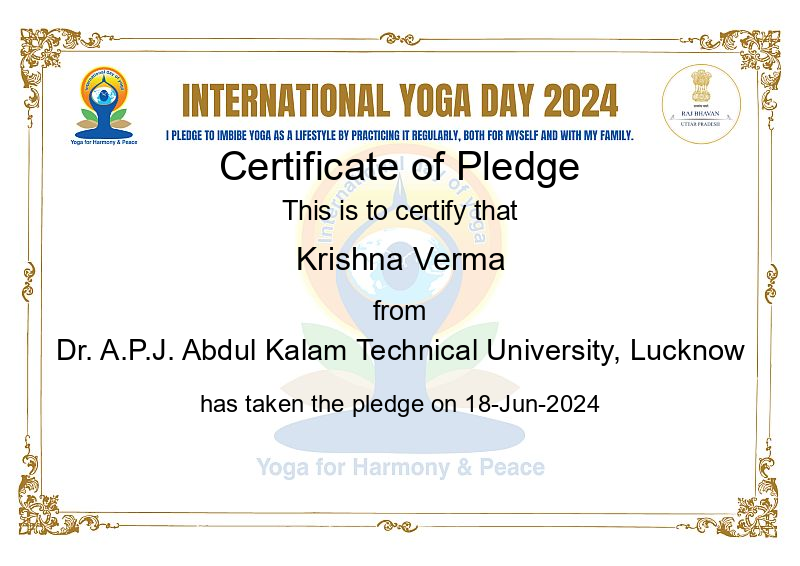 International Day of Yoga
Yoga for Harmony & Peace
INTERNATIONAL YOGA DAY 2024
I PLEDGE TO IMBIBE YOGA AS A LIFESTYLE BY PRACTICING IT REGULARLY, BOTH FOR MYSELF AND WITH MY FAMILY.
RAJ BHAVAN
UTTAR PRADESH
Certificate of Pledge
This is to certify that
Krishna Verma
from
Dr. A.P.J. Abdul Kalam Technical University, Lucknow
has taken the pledge on 18-Jun-2024
International Day of Yoga
Yoga for Harmony & Peace